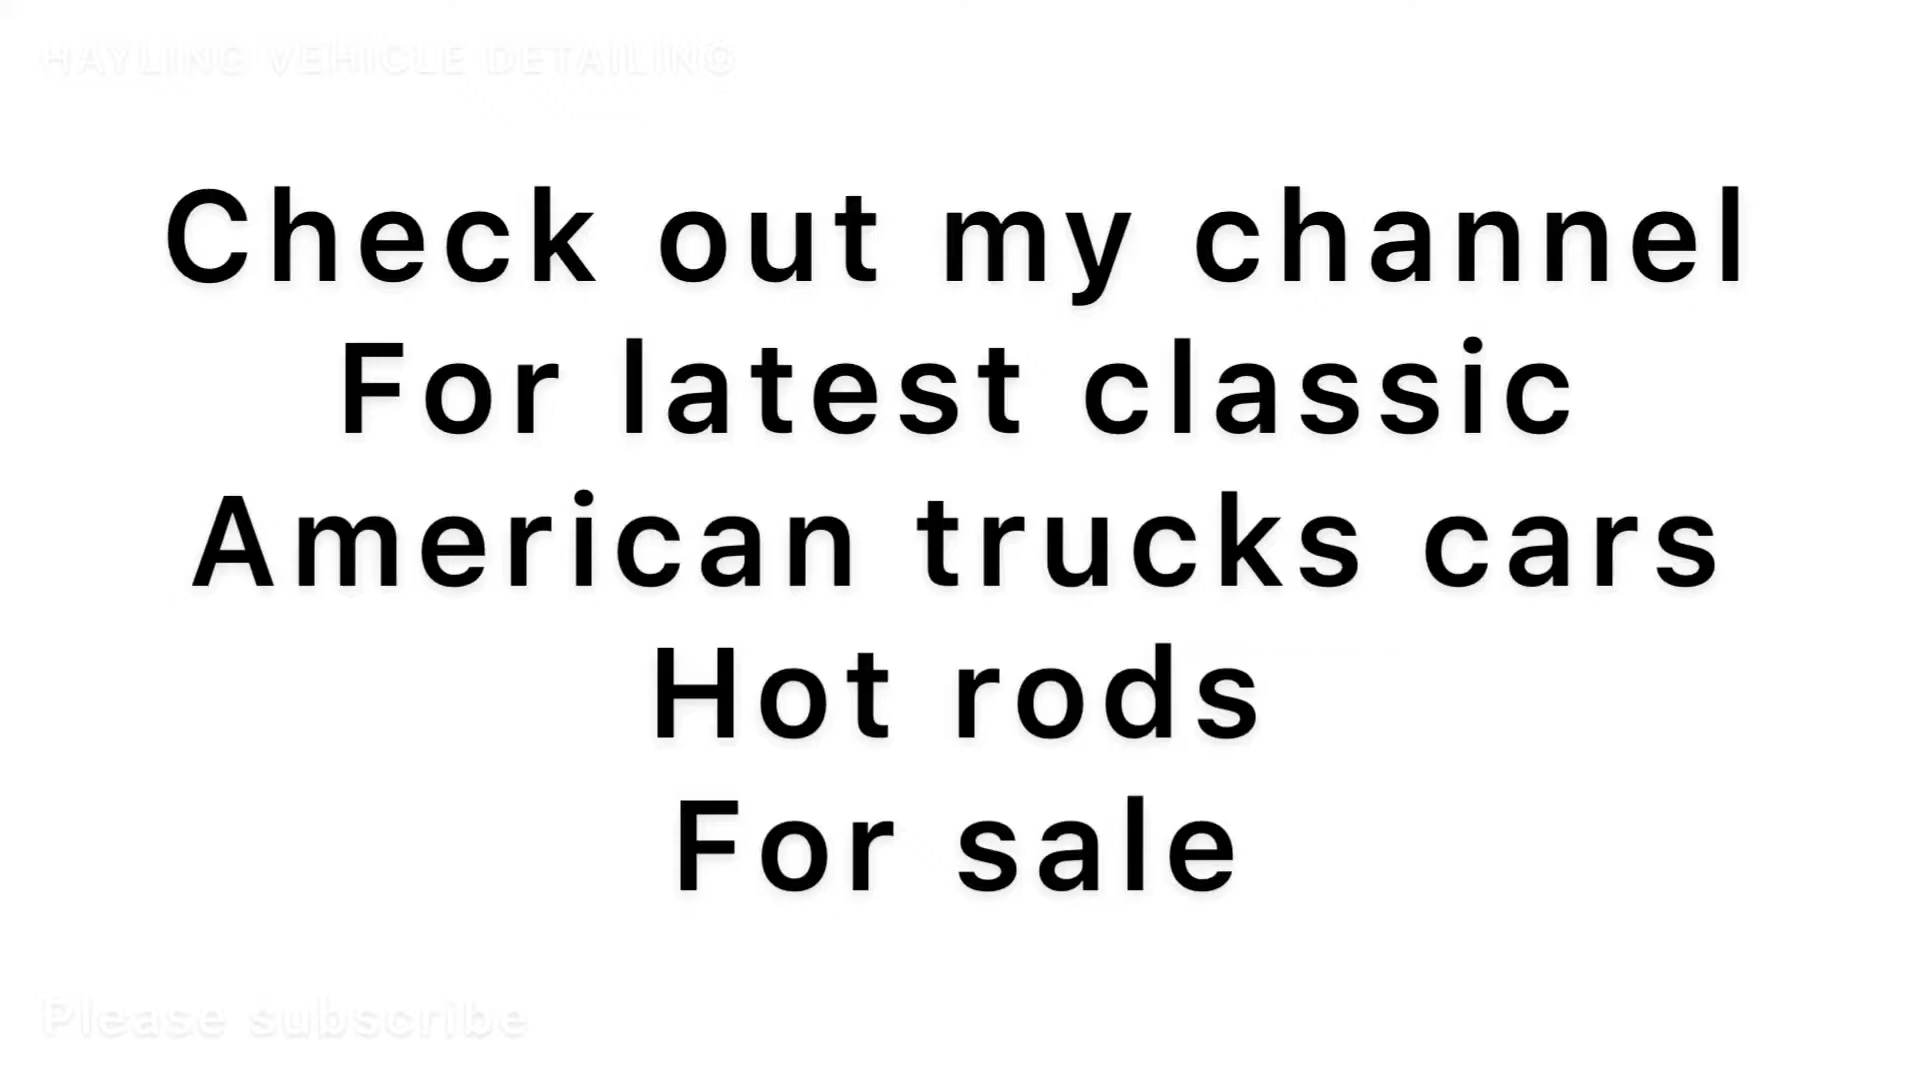 HAYLING VEHICLE DETAILING
Check out my channel
For latest classic
American trucks cars
Hot rods
For sale
Please subscribe